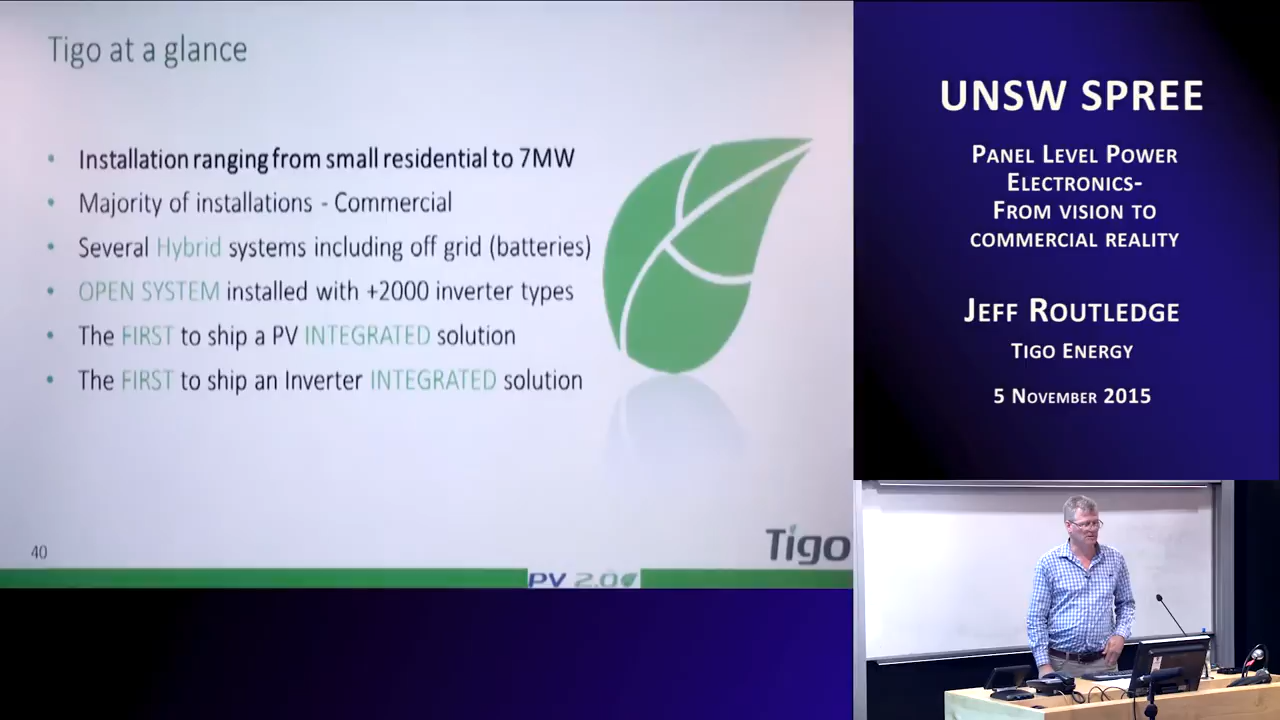 Tigo at a glance
• Installation ranging from small residential to 7MW
• Majority of installations - Commercial
• Several Hybrid systems including off grid (batteries)
• OPEN SYSTEM installed with +2000 inverter types
• The FIRST to ship a PV INTEGRATED solution
• The FIRST to ship an Inverter INTEGRATED solution
40
Tigo
PV 2.0
UNSW SPREE
PANEL LEVEL POWER
ELECTRONICS-
FROM VISION TO
COMMERCIAL REALITY
JEFF ROUTLEDGE
TIGO ENERGY
5 NOVEMBER 2015